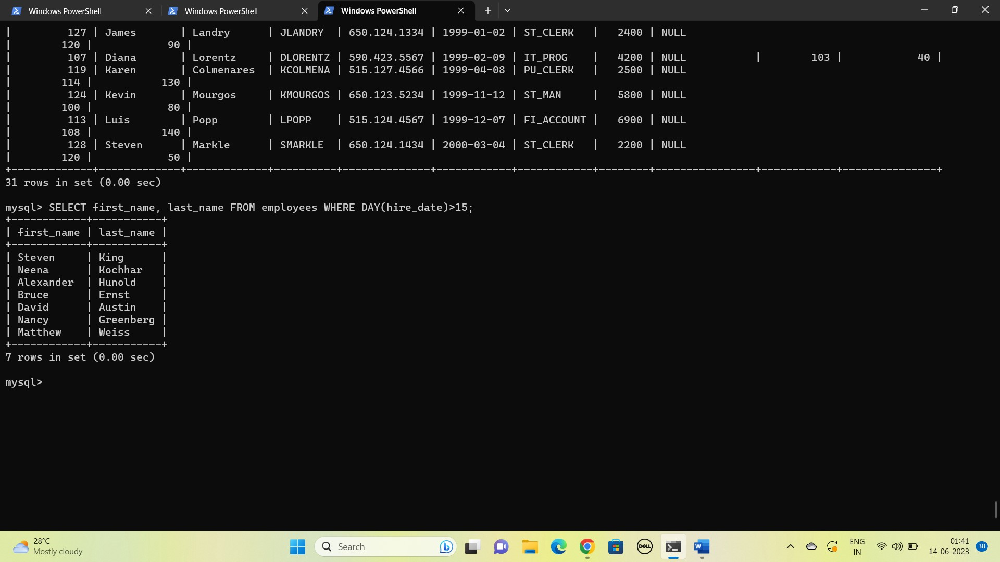 Windows PowerShell Windows PowerShell Windows PowerShell
| 127 | James | Landry | JLANDRY | 650.124.1334 | 1999-01-02 | ST_CLERK | 2400 | NULL
| 120 | 90 |
| 107 | Diana | Lorentz | DLORENTZ | 590.423.5567 | 1999-02-09 | IT_PROG | 4200 | NULL | 103 | 40 |
| 119 | Karen | Colmenares | KCOLMENA | 515.127.4566 | 1999-04-08 | PU_CLERK | 2500 | NULL
| 114 | 130 |
| 124 | Kevin | Mourgos | KMOURGOS | 650.123.5234 | 1999-11-12 | ST_MAN | 5800 | NULL
| 100 | 80 |
| 113 | Luis | Popp | LPOPP | 515.124.4567 | 1999-12-07 | FI_ACCOUNT | 6900 | NULL
| 108 | 140 |
| 128 | Steven | Markle | SMARKLE | 650.124.1434 | 2000-03-04 | ST_CLERK | 2200 | NULL
| 120 | 50 |
+-------------+-------------+-------------+----------+--------------+------------+------------+--------+----------------+------------+---------------+
31 rows in set (0.00 sec)
mysql> SELECT first_name, last_name FROM employees WHERE DAY(hire_date)>15;
+------------+-----------+
| first_name | last_name |
+------------+-----------+
| Steven | King |
| Neena | Kochhar |
| Alexander | Hunold |
| Bruce | Ernst |
| David | Austin |
| Nancy | Greenberg |
| Matthew | Weiss |
+------------+-----------+
7 rows in set (0.00 sec)
mysql>
28°C
Mostly cloudy
Search
DELL
W
ENG
IN
01:41
14-06-2023
38